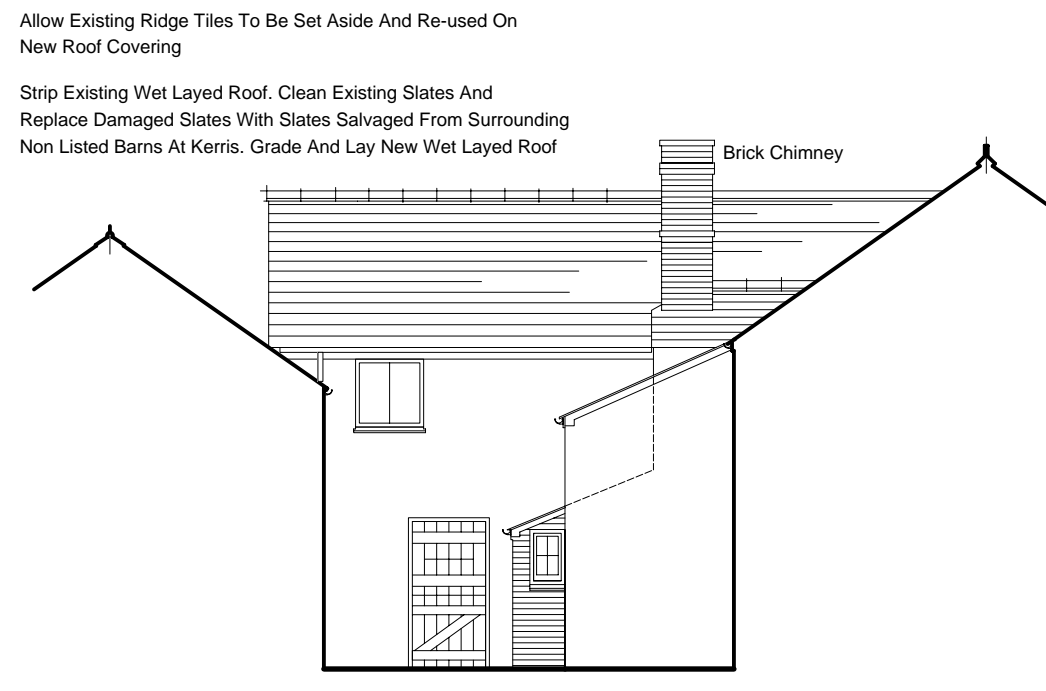 Allow Existing Ridge Tiles To Be Set Aside And Re-used On
New Roof Covering
Strip Existing Wet Layed Roof. Clean Existing Slates And
Replace Damaged Slates With Slates Salvaged From Surrounding
Non Listed Barns At Kerris. Grade And Lay New Wet Layed Roof
Brick Chimney